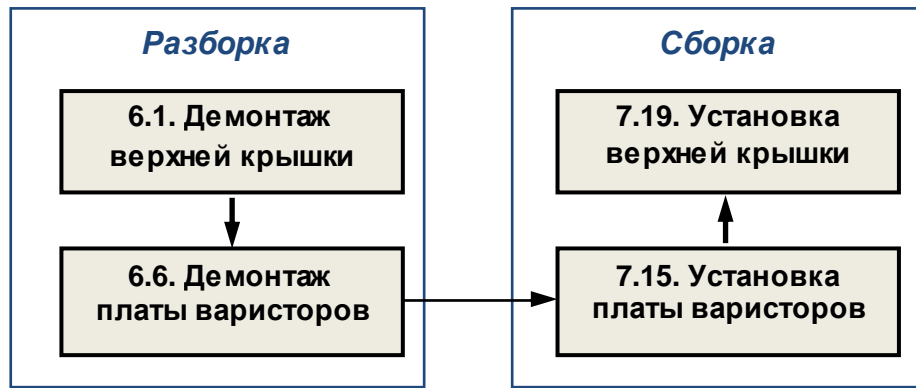 Разборка
6.1. Демонтаж
верхней крышки
6.6. Демонтаж
платы варисторов
Сборка
7.19. Установка
верхней крышки
7.15. Установка
платы варисторов